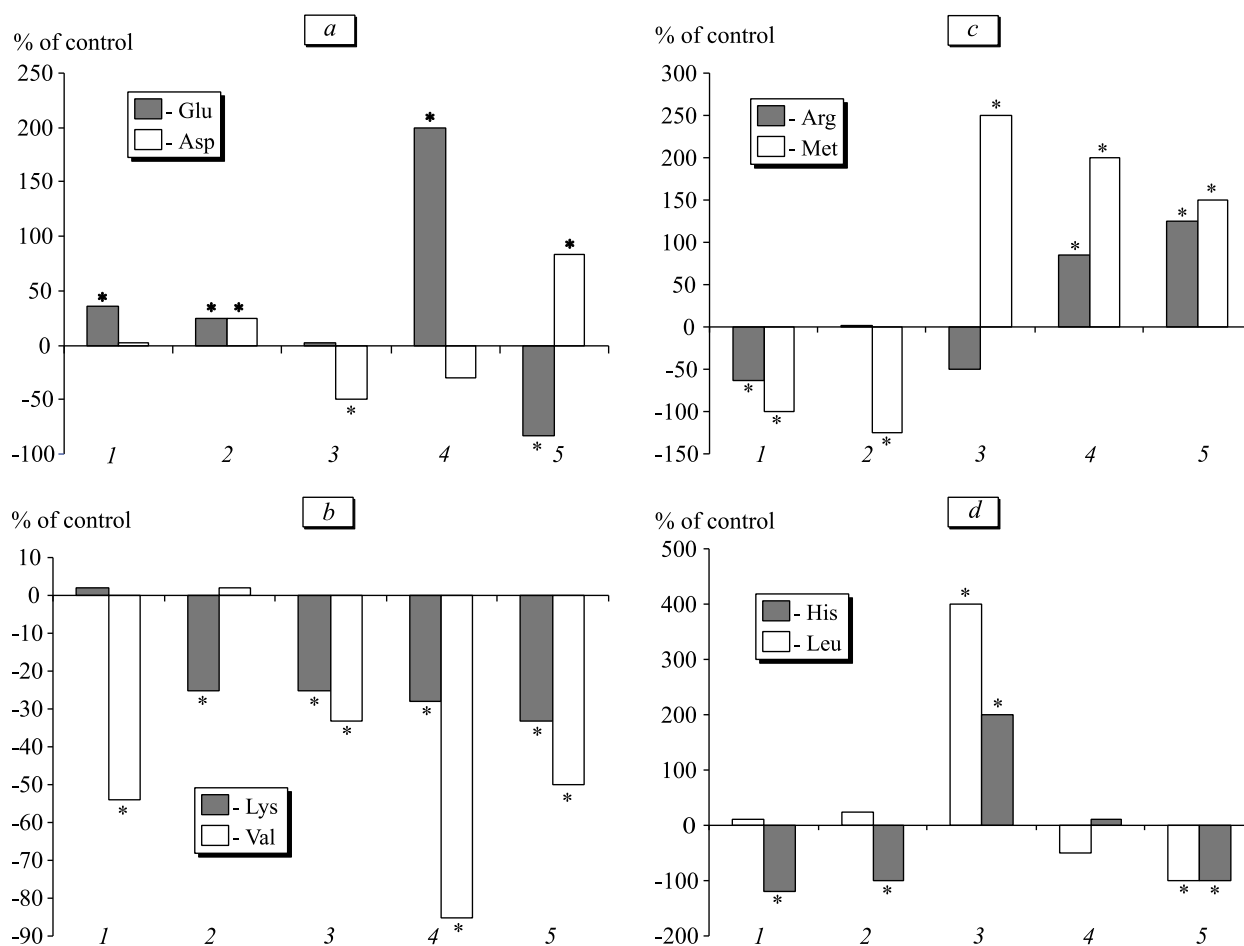 a
% of control
250
200
150
100
50
0
-50
-100
- Glu
- Asp
* * * * * * *
1 2 3 4 5
c
% of control
300
250
200
150
100
50
0
-50
-100
-150
- Arg
- Met
* * * * * * * *
1 2 3 4 5
b
% of control
10
0
-10
-20
-30
-40
-50
-60
-70
-80
-90
- Lys
- Val
* * * * * * * *
1 2 3 4 5
d
% of control
500
400
300
200
100
0
-100
-200
- His
- Leu
* * * * * *
1 2 3 4 5